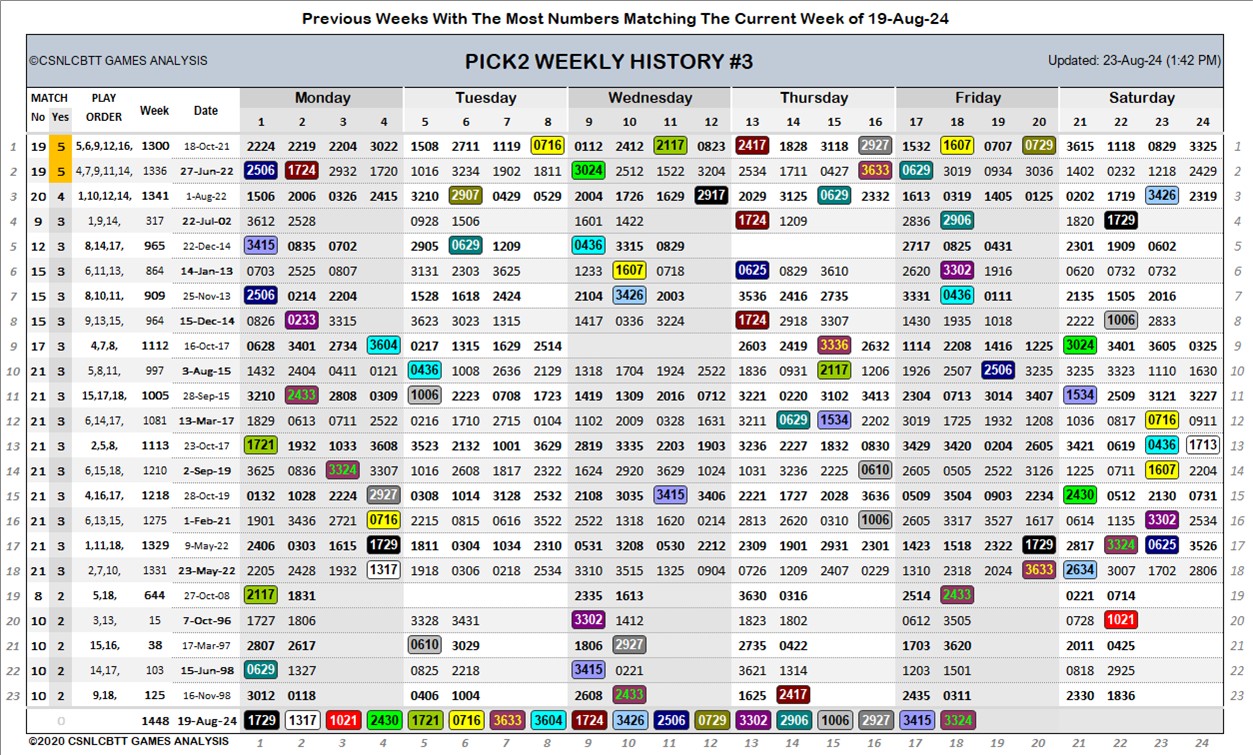 Previous Weeks With The Most Numbers Matching The Current Week of 19-Aug-24
©CSNLCBTT GAMES ANALYSIS PICK2 WEEKLY HISTORY #3 Updated: 23-Aug-24 (1:42 PM)
MATCH PLAY Week Date Monday Tuesday Wednesday Thursday Friday Saturday
No Yes ORDER 1 2 3 4 5 6 7 8 9 10 11 12 13 14 15 16 17 18 19 20 21 22 23 24
1 19 5 5,6,9,12,16, 1300 18-Oct-21 2224 2219 2204 3022 1508 2711 1119 0716 0112 2412 2117 0823 2417 1828 3118 2927 1532 1607 0707 0729 3615 1118 0829 3325 1
2 19 5 4,7,9,11,14, 1336 27-Jun-22 2506 1724 2932 1720 1016 3234 1902 1811 3024 2512 1522 3204 2534 1711 0427 3633 0629 3019 0934 3036 1402 0232 1218 2429 2
3 20 4 1,10,12,14, 1341 1-Aug-22 1506 2006 0326 2415 3210 2907 0429 0529 2004 1726 1629 2917 2029 3125 0629 2332 1613 0319 1405 0125 0202 1719 3426 2319 3
4 9 3 1,9,14, 317 22-Jul-02 3612 2528 0928 1506 1601 1422 1724 1209 2836 2906 1820 1729 4
5 12 3 8,14,17, 965 22-Dec-14 3415 0835 0702 2905 0629 1209 0436 3315 0829 2717 0825 0431 2301 1909 0602 5
6 15 3 6,11,13, 864 14-Jan-13 0703 2525 0807 3131 2303 3625 1233 1607 0718 0625 0829 3610 2620 3302 1916 0620 0732 0732 6
7 15 3 8,10,11, 909 25-Nov-13 2506 0214 2204 1528 1618 2424 2104 3426 2003 3536 2416 2735 3331 0436 0111 2135 1505 2016 7
8 15 3 9,13,15, 964 15-Dec-14 0826 0233 3315 3623 3023 1315 1417 0336 3224 1724 2918 3307 1430 1935 1018 2222 1006 2833 8
9 17 3 4,7,8, 1112 16-Oct-17 0628 3401 2734 3604 0217 1315 1629 2514 2603 2419 3336 2632 1114 2208 1416 1225 3024 3401 3605 0325 9
10 21 3 5,8,11, 997 3-Aug-15 1432 2404 0411 0121 0436 1008 2636 2129 1318 1704 1924 2522 1836 0931 2117 1206 1926 2507 2506 3235 3235 3323 1110 1630 10
11 21 3 15,17,18, 1005 28-Sep-15 3210 2433 2808 0309 1006 2223 0708 1723 1419 1309 2016 0712 3221 0220 3102 3413 2304 0713 3014 3407 1534 2509 3121 3227 11
12 21 3 6,14,17, 1081 13-Mar-17 1829 0613 0711 2522 0216 1710 2715 0104 1102 2009 0328 1631 3211 0629 1534 2202 3019 1725 1932 1208 1036 0817 0716 0911 12
13 21 3 2,5,8, 1113 23-Oct-17 1721 1932 1033 3608 3523 2132 1001 3629 2819 3335 2203 1903 3236 2227 1832 0830 3429 3420 0204 2605 3421 0619 0436 1713 13
14 21 3 6,15,18, 1210 2-Sep-19 3625 0836 3324 3307 1016 2608 1817 2322 1624 2920 3629 1024 1031 2136 2225 0610 2605 0505 2522 3126 1225 0711 1607 2204 14
15 21 3 4,16,17, 1218 28-Oct-19 0132 1028 2224 2927 0308 1014 3128 2532 2108 3035 3415 3406 2221 1727 2028 3636 0509 3504 0903 2234 2430 0512 2130 0731 15
16 21 3 6,13,15, 1275 1-Feb-21 1901 3436 2721 0716 2215 0815 0616 3522 2522 1318 1620 0214 2813 2620 0310 1006 2605 3317 3527 1617 0614 1135 3302 2534 16
17 21 3 1,11,18, 1329 9-May-22 2406 0303 1615 1729 1811 0304 1034 2310 0531 3208 0530 2212 2309 1901 2931 2301 1423 1518 2322 1729 2817 3324 0625 3526 17
18 21 3 2,7,10, 1331 23-May-22 2205 2428 2318 1317 1836 0306 0218 2534 3310 3515 1325 0904 0726 1209 2407 0229 1310 2318 2024 3633 2634 3007 1702 2806 18
19 8 2 5,18, 644 27-Oct-08 2117 1831 2335 1613 3630 0316 2514 2433 0221 0714 19
20 10 2 3,13, 15 7-Oct-96 1727 1806 3328 3431 3302 1412 1823 1802 0612 3505 0728 1021 20
21 10 2 15,16, 38 17-Mar-97 2807 2617 0610 3029 1806 2927 2735 0422 1703 3620 2011 0425 21
22 10 2 14,17, 103 15-Jun-98 0629 1327 0825 2218 3415 0221 3621 1314 1203 1501 0818 2925 22
23 10 2 9,18, 125 16-Nov-98 3012 0118 0406 1004 2608 2433 1625 2417 2435 0311 2330 1836 23
0 1448 19-Aug-24 1729 1317 1021 2430 1721 0716 3633 3604 1724 3426 2506 0729 3302 2906 1006 2927 3415 3324
©2020 CSNLCBTT GAMES ANALYSIS 1 2 3 4 5 6 7 8 9 10 11 12 13 14 15 16 17 18 19 20 21 22 23 24